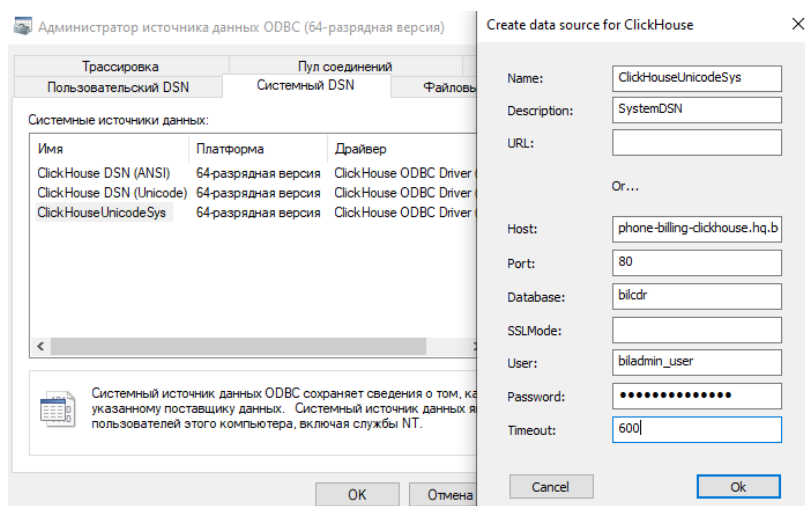 Администратор источника данных ODBC (64-разрядная версия)
Трассировка
Пул соединений
Пользовательский DSN
Системный DSN
Системные источники данных:
Имя
Платформа
Драйвер
ClickHouse DSN (ANSI)
64-разрядная версия
ClickHouse ODBC Driver (
ClickHouse DSN (Unicode)
64-разрядная версия
ClickHouse ODBC Driver (
ClickHouseUnicodeSys
64-разрядная версия
ClickHouse ODBC Driver (
Системный источник данных ODBC сохраняет сведения о том,
указанному поставщику данных. Системный источник данных
пользователей этого компьютера, включая службы NT.
OK
Отмена
Create data source for ClickHouse
Name:
ClickHouseUnicodeSys
Description:
SystemDSN
URL:
Or...
Host:
phone-billing-clickhouse.hq.b
Port:
80
Database:
bilcdr
SSLMode:
User:
biladmin_user
Password:
••••••••••••••
Timeout:
600
Cancel
Ok